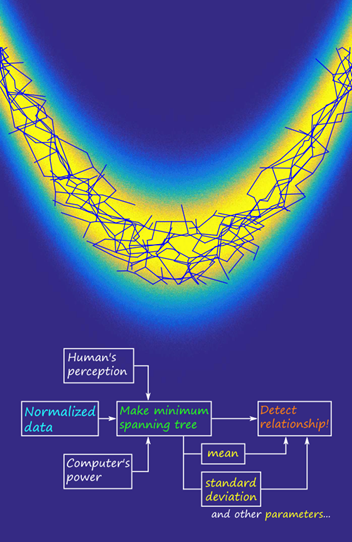 Human's
perception
Normalized
data
Make minimum
spanning tree
Detect
relationship!
Computer's
power
mean
standard
deviation
and other parameters...